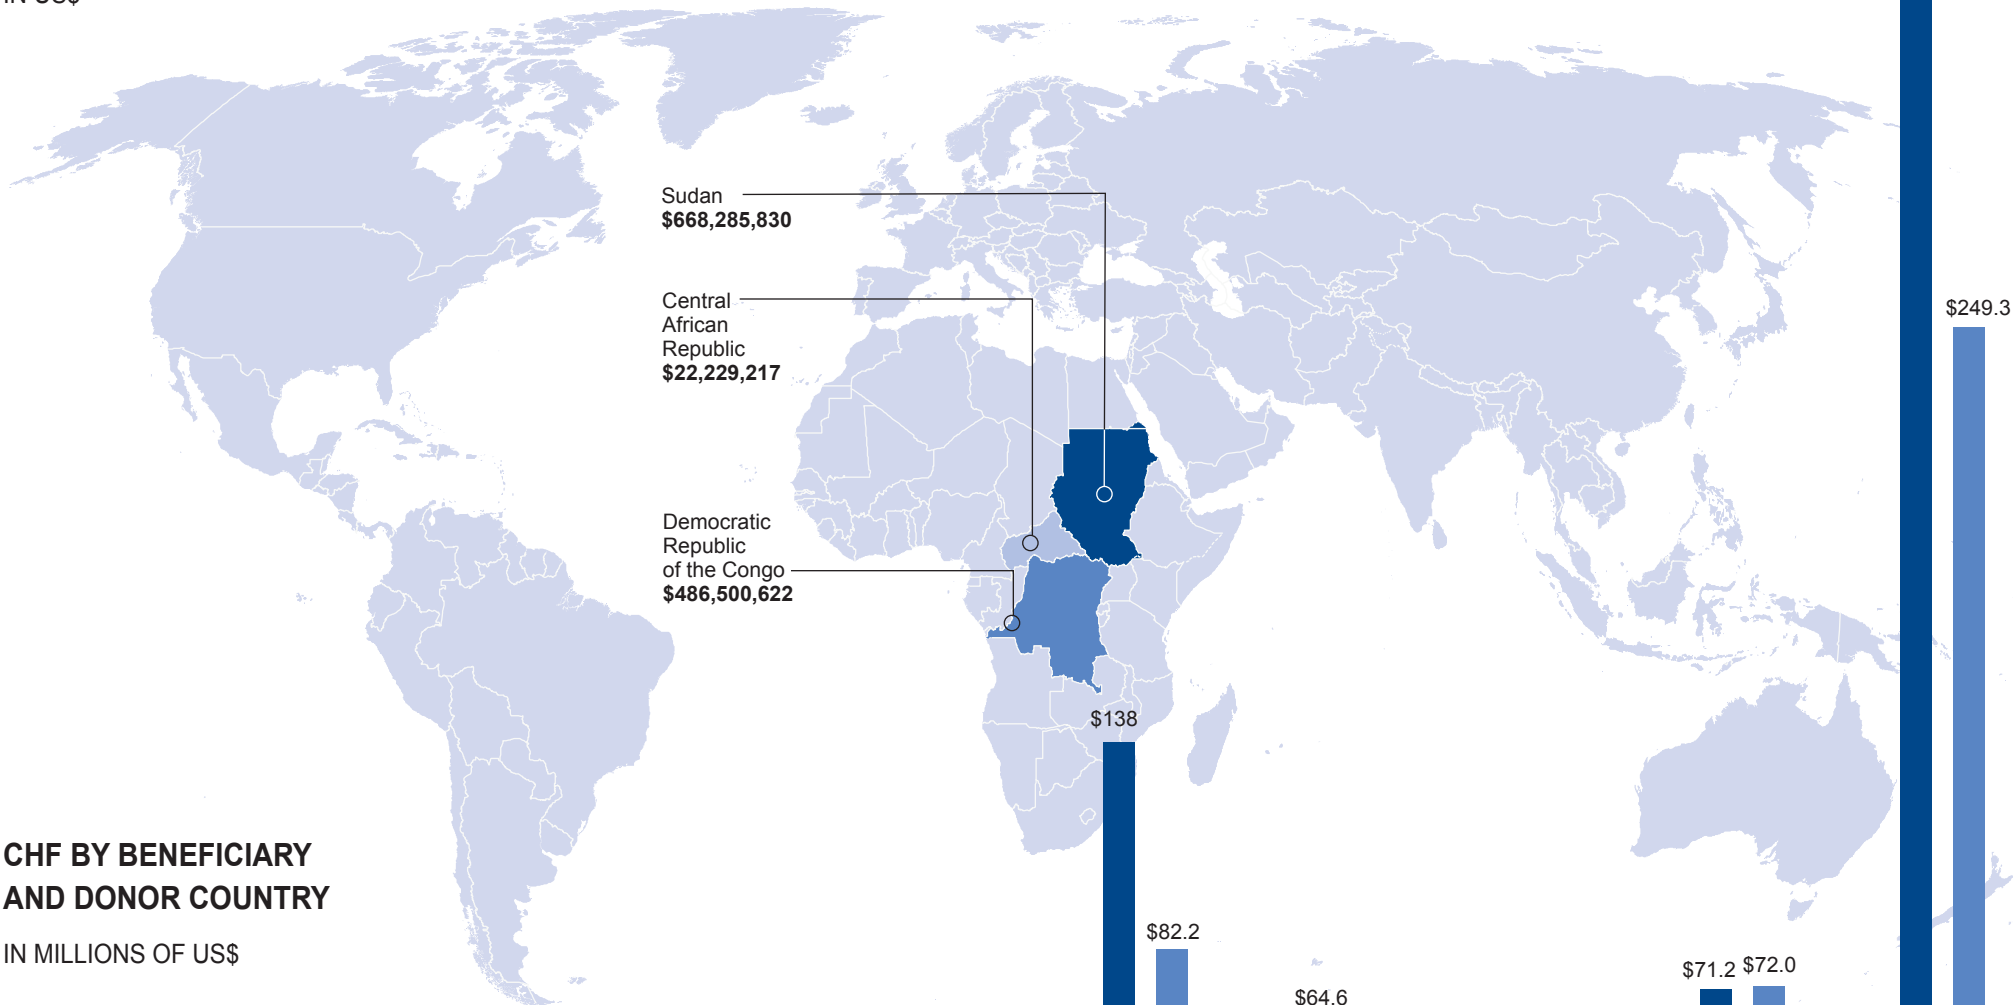 IN US$
Sudan
$668,285,830
Central
African
Republic
$22,229,217
$249.3
Democratic
Republic
of the Congo
$486,500,622
$138
CHF BY BENEFICIARY
AND DONOR COUNTRY
IN MILLIONS OF US$
$82.2
$64.6
$71.2 $72.0